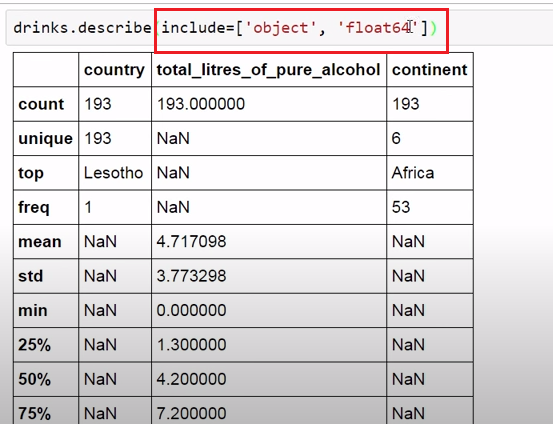 drinks.describe(include=['object', 'float64'])
country total_litres_of_pure_alcohol continent
count 193 193.000000 193
unique 193 NaN 6
top Lesotho NaN Africa
freq 1 NaN 53
mean NaN 4.717098 NaN
std NaN 3.773298 NaN
min NaN 0.000000 NaN
25% NaN 1.300000 NaN
50% NaN 4.200000 NaN
75% NaN 7.200000 NaN